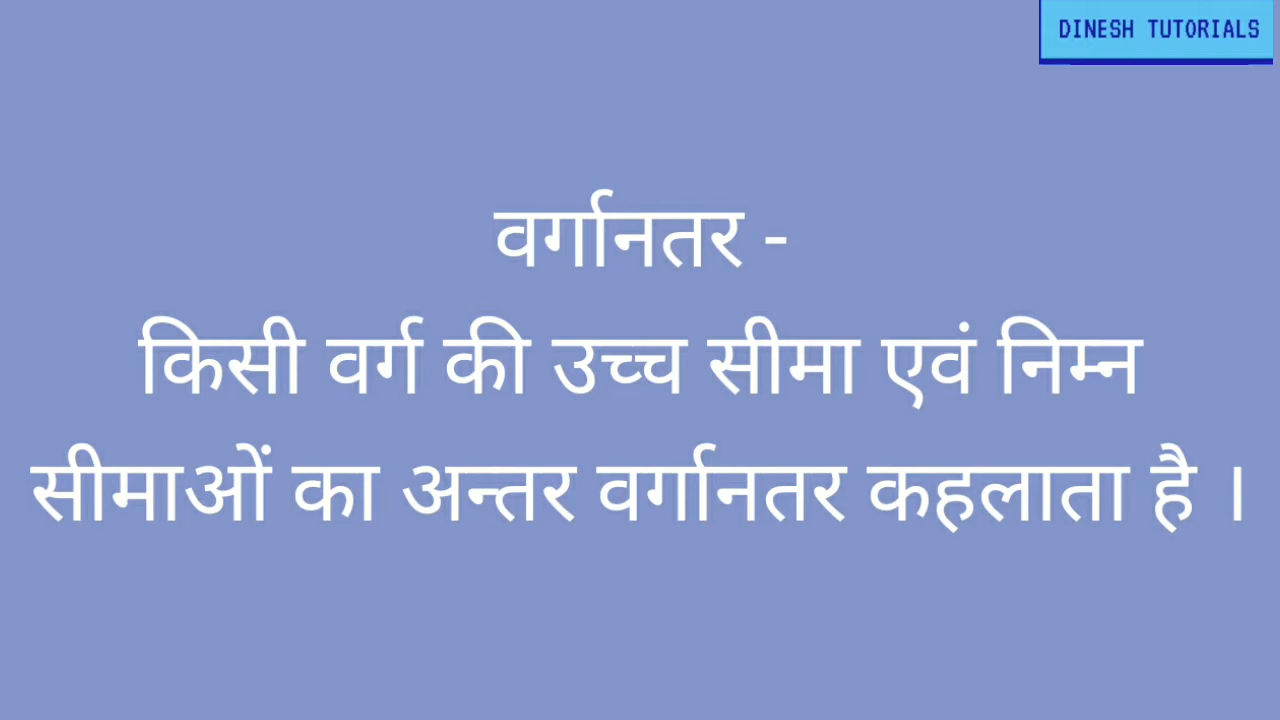 DINESH TUTORIALS
वर्गानतर -
किसी वर्ग की उच्च सीमा एवं निम्न
सीमाओं का अन्तर वर्गानतर कहलाता है ।